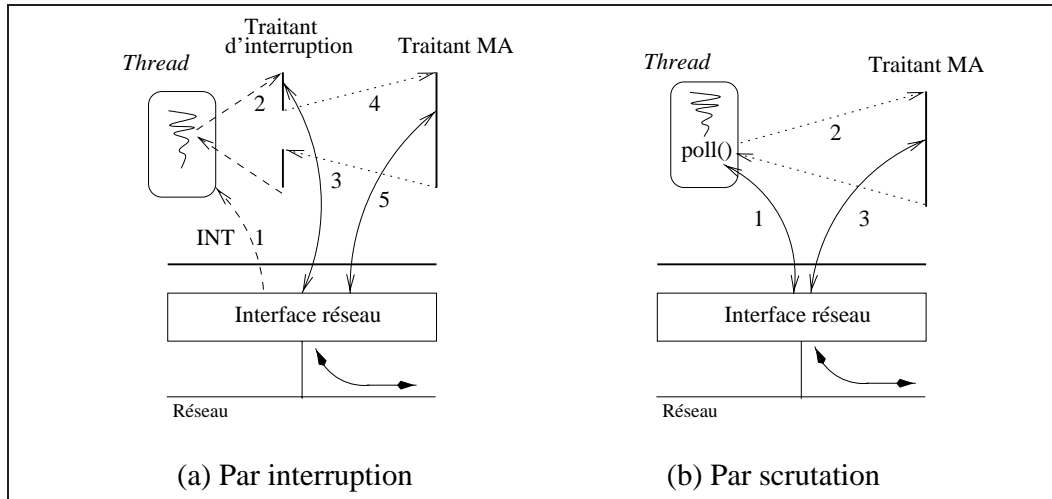 Traitant
d'interruption
Thread
Traitant MA
2
4
3
5
INT
1
Interface réseau
Réseau
(a) Par interruption
Thread
Traitant MA
2
poll()
1
3
Interface réseau
Réseau
(b) Par scrutation